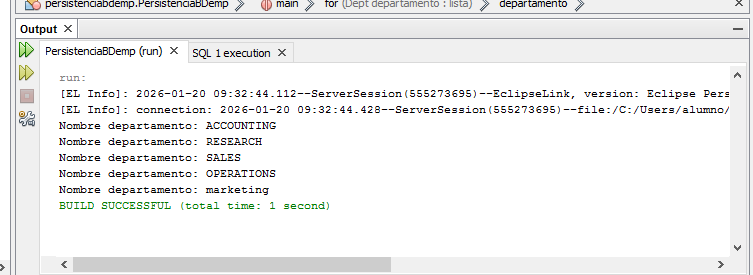 persistenciabdemp.PersistenciaBDemp > main > for (Dept departamento : lista) > departamento
Output ×
PersistenciaBDemp (run) × SQL 1 execution ×
run:
[EL Info]: 2026-01-20 09:32:44.112--ServerSession(555273695)--EclipseLink, version: Eclipse Pers
[EL Info]: connection: 2026-01-20 09:32:44.428--ServerSession(555273695)--file:/C:/Users/alumno/
Nombre departamento: ACCOUNTING
Nombre departamento: RESEARCH
Nombre departamento: SALES
Nombre departamento: OPERATIONS
Nombre departamento: marketing
BUILD SUCCESSFUL (total time: 1 second)